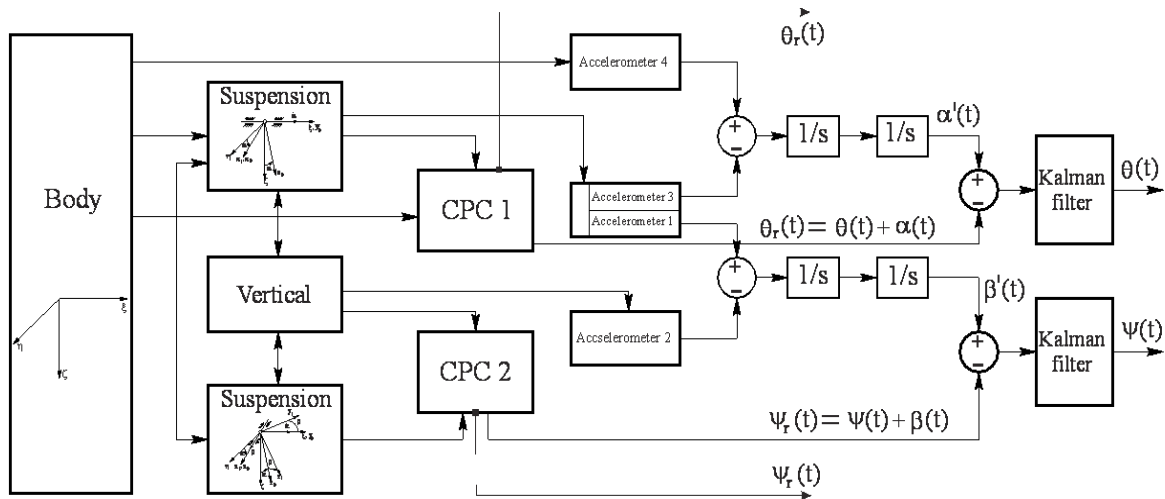 θr(t)
Accelerometer 4
Suspension
1/s
1/s
α'(t)
Body
CPC 1
Accelerometer 3
Accelerometer 1
Kalman
filter
θ(t)
θr(t) = θ(t) + α(t)
Vertical
1/s
1/s
β'(t)
Accselerometer 2
Kalman
filter
Ψ(t)
CPC 2
ξ
η
ζ
Suspension
Ψr(t) = Ψ(t) + β(t)
Ψr(t)